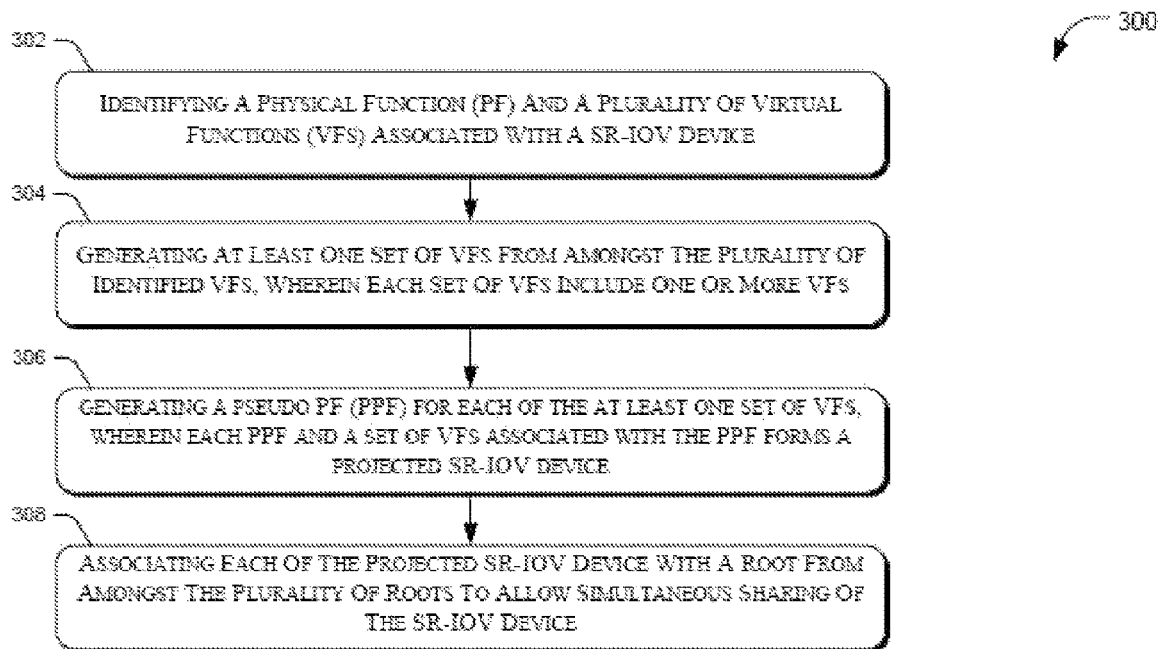 300
302
IDENTIFYING A PHYSICAL FUNCTION (PF) AND A PLURALITY OF VIRTUAL
FUNCTIONS (VFS) ASSOCIATED WITH A SR-IOV DEVICE
304
GENERATING AT LEAST ONE SET OF VFS FROM AMONGST THE PLURALITY OF
IDENTIFIED VFS, WHEREIN EACH SET OF VFS INCLUDE ONE OR MORE VFS
306
GENERATING A PSEUDO PF (PPF) FOR EACH OF THE AT LEAST ONE SET OF VFS,
WHEREIN EACH PPF AND A SET OF VFS ASSOCIATED WITH THE PPF FORMS A
PROJECTED SR-IOV DEVICE
308
ASSOCIATING EACH OF THE PROJECTED SR-IOV DEVICE WITH A ROOT FROM
AMONGST THE PLURALITY OF ROOTS TO ALLOW SIMULTANEOUS SHARING OF
THE SR-IOV DEVICE